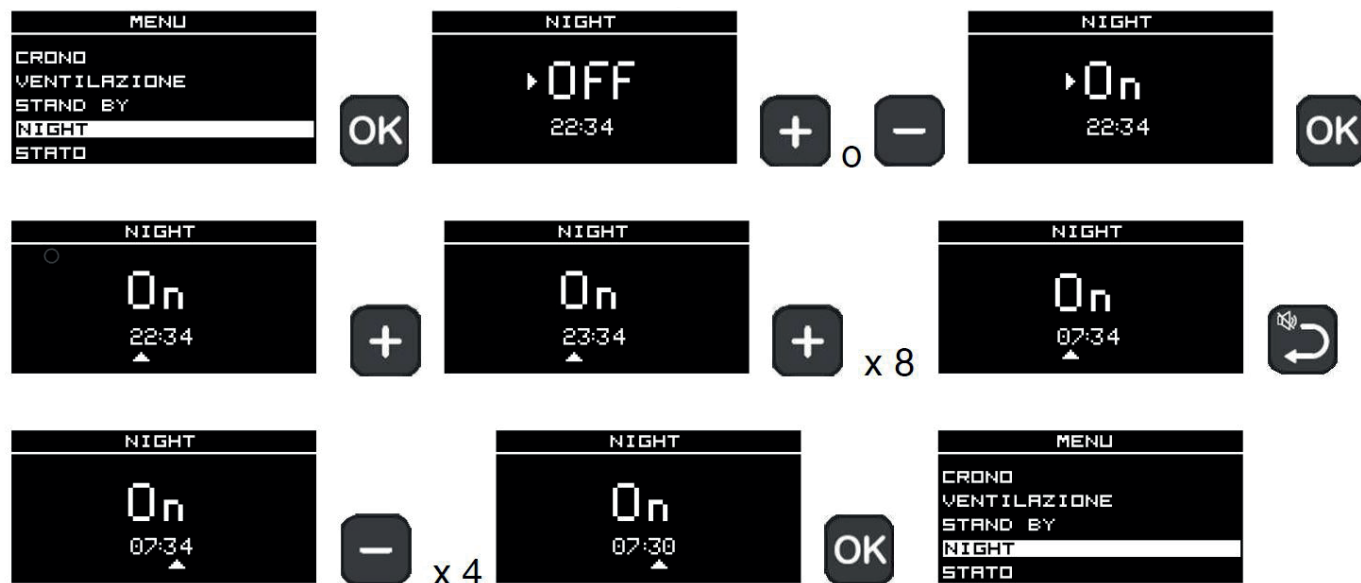 MENU
CRONO
VENTILAZIONE
STAND BY
NIGHT
STATO
OK
NIGHT
OFF
22:34
+ o −
NIGHT
On
22:34
OK
NIGHT
On
22:34
+
NIGHT
On
23:34
+ x 8
NIGHT
On
07:34
NIGHT
On
07:34
− x 4
NIGHT
On
07:30
OK
MENU
CRONO
VENTILAZIONE
STAND BY
NIGHT
STATO